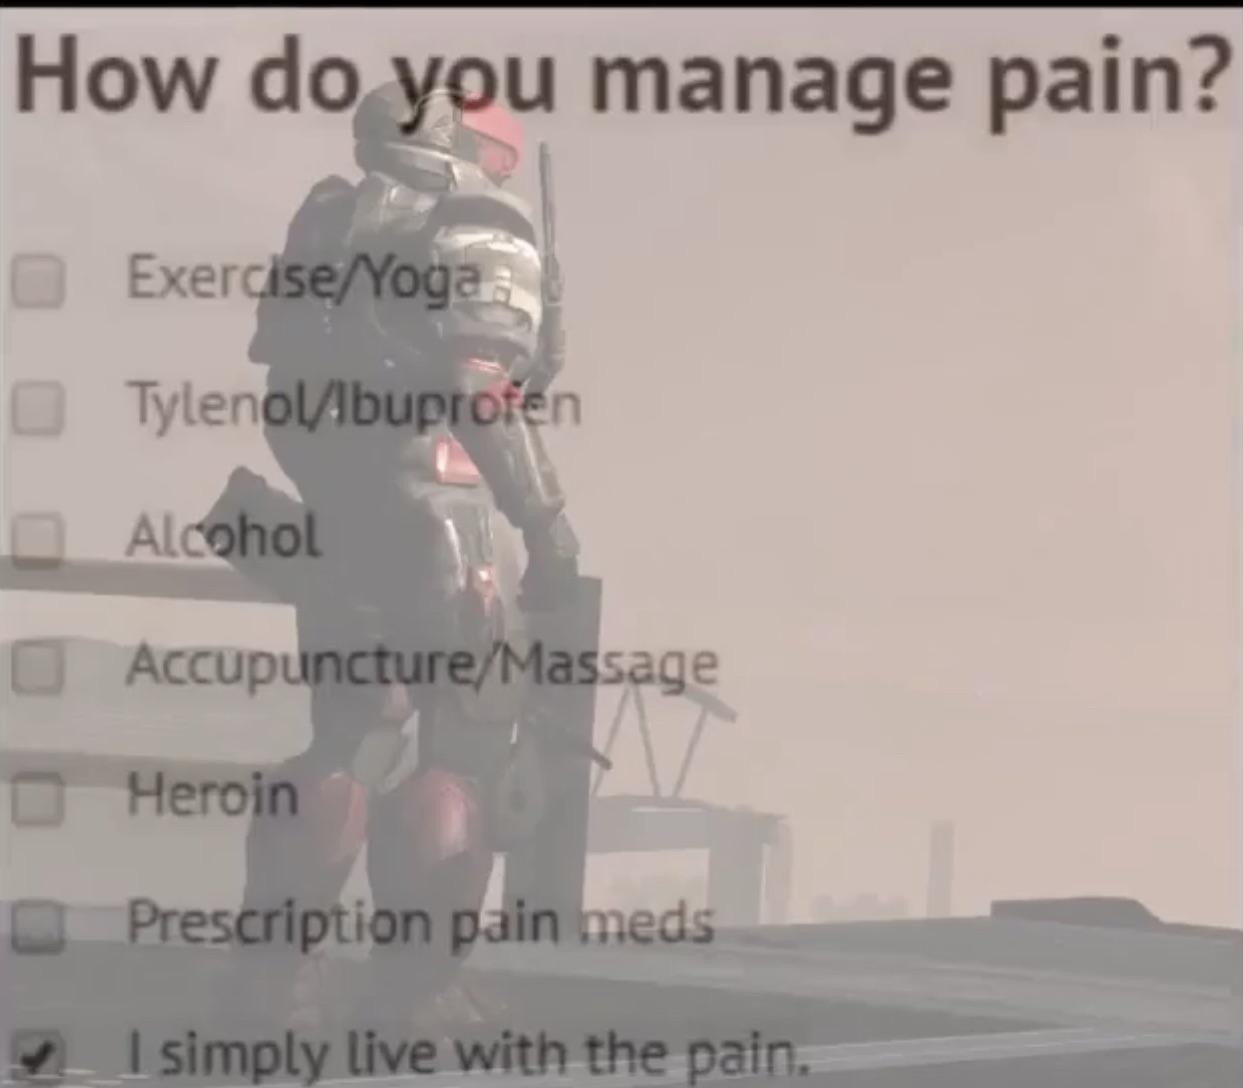 How do you manage pain?
Exercise/Yoga
Tylenol/Ibuprofen
Alcohol
Accupuncture/Massage
Heroin
Prescription pain meds
I simply live with the pain.